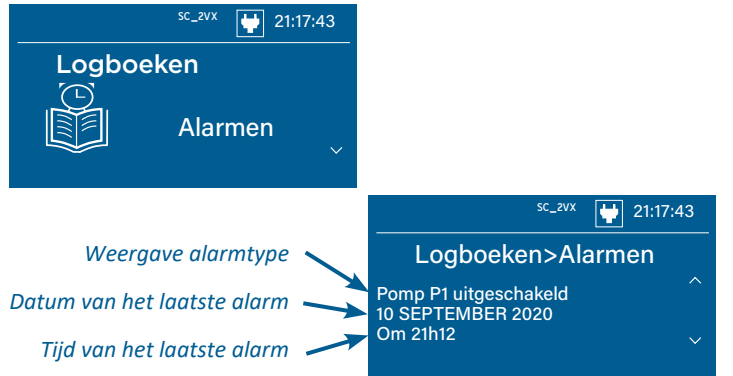 SC_2VX 21:17:43
Logboeken
Alarmen
SC_2VX 21:17:43
Logboeken>Alarmen
Weergave alarmtype
Pomp P1 uitgeschakeld
Datum van het laatste alarm
10 SEPTEMBER 2020
Tijd van het laatste alarm
Om 21h12